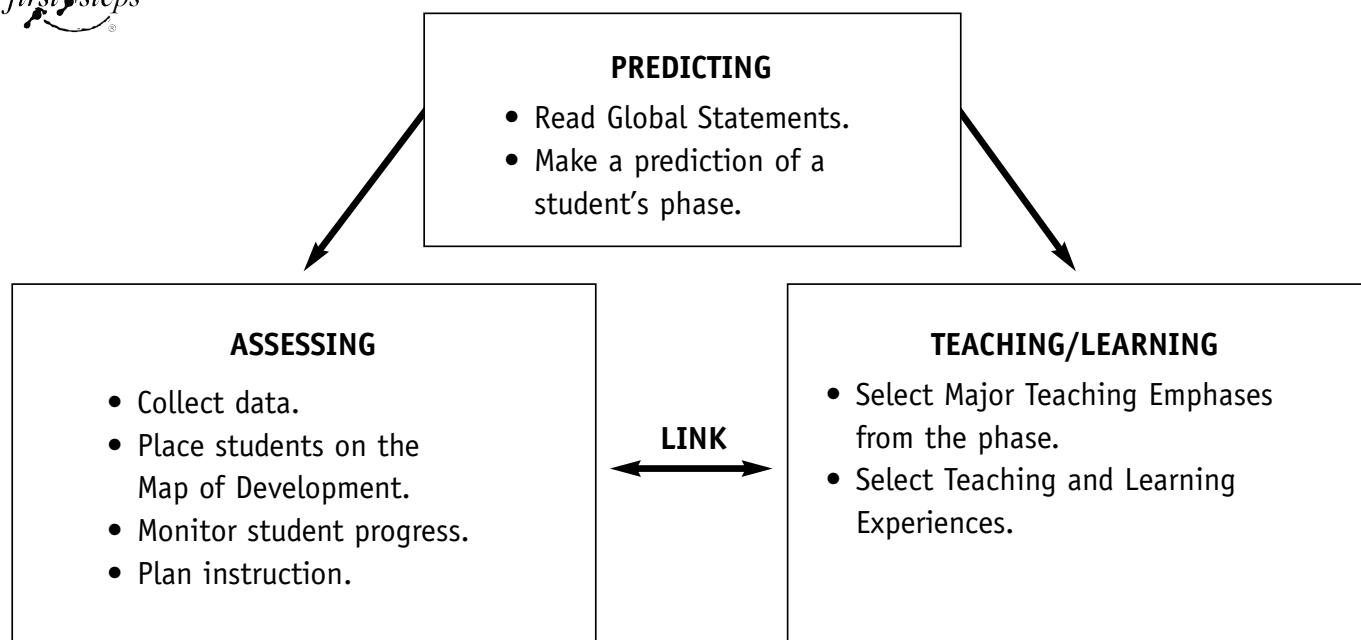 first steps
®
PREDICTING
• Read Global Statements.
• Make a prediction of a
student's phase.
ASSESSING
• Collect data.
• Place students on the
Map of Development.
• Monitor student progress.
• Plan instruction.
LINK
TEACHING/LEARNING
• Select Major Teaching Emphases
from the phase.
• Select Teaching and Learning
Experiences.